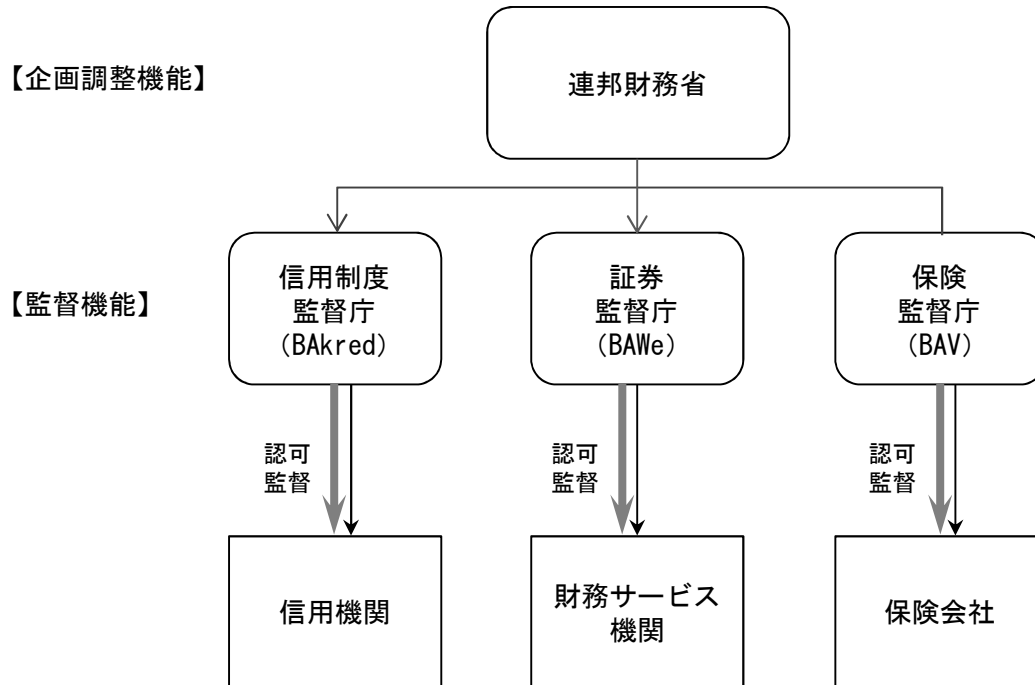 【企画調整機能】
連邦財務省
【監督機能】
信用制度
監督庁
（BAkred）
証券
監督庁
（BAWe）
保険
監督庁
（BAV）
認可
監督
認可
監督
認可
監督
信用機関
財務サービス
機関
保険会社